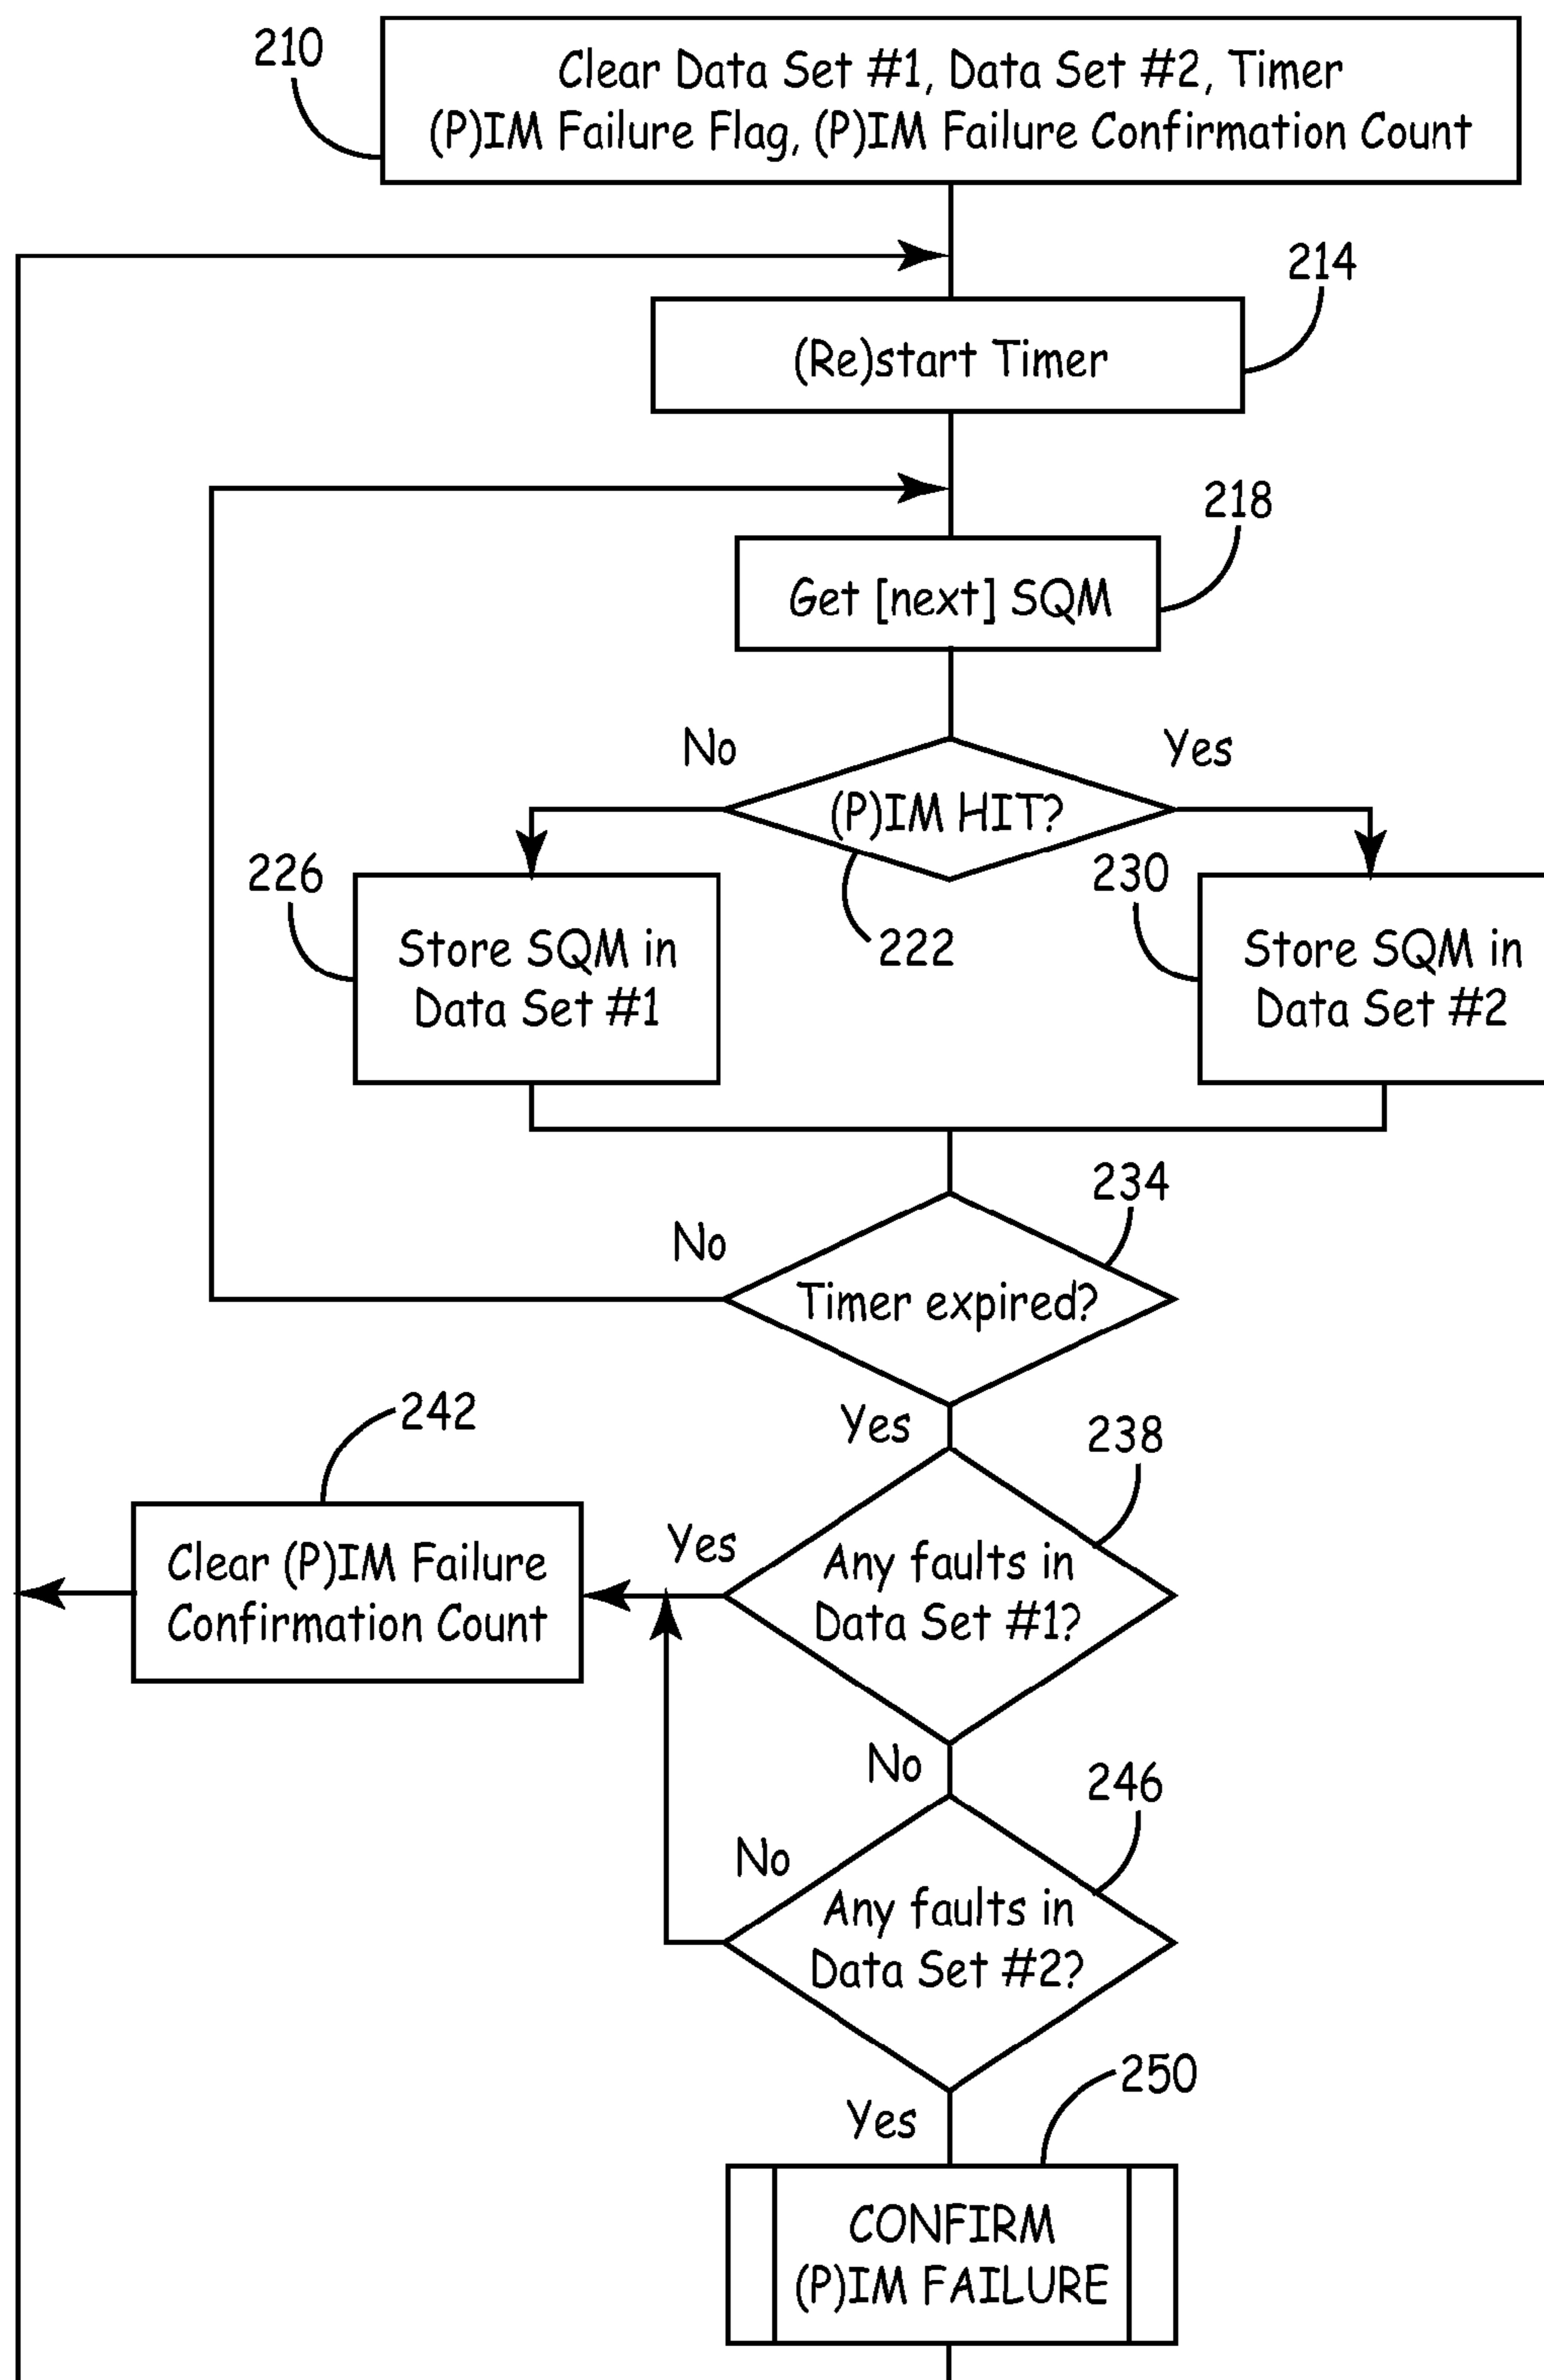 210
Clear Data Set #1, Data Set #2, Timer
(P)IM Failure Flag, (P)IM Failure Confirmation Count
214
(Re)start Timer
218
Get [next] SQM
No
Yes
(P)IM HIT?
226
230
222
Store SQM in
Data Set #1
Store SQM in
Data Set #2
234
No
Timer expired?
242
Yes
238
Clear (P)IM Failure
Confirmation Count
Yes
Any faults in
Data Set #1?
No
246
No
Any faults in
Data Set #2?
250
Yes
CONFIRM
(P)IM FAILURE